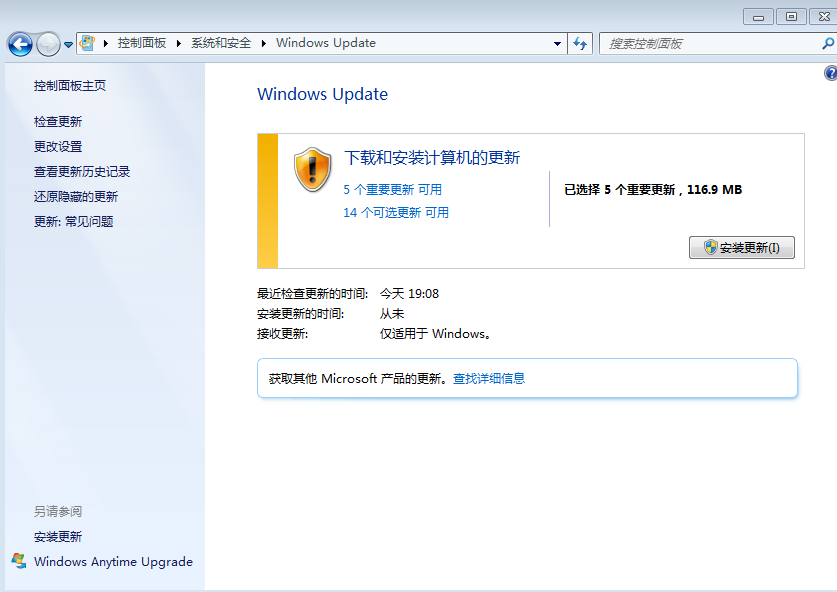 控制面板 系统和安全 Windows Update
搜索控制面板
控制面板主页
检查更新
更改设置
查看更新历史记录
还原隐藏的更新
更新: 常见问题
Windows Update
下载和安装计算机的更新
5 个重要更新 可用
14 个可选更新 可用
已选择 5 个重要更新，116.9 MB
安装更新(I)
最近检查更新的时间: 今天 19:08
安装更新的时间: 从未
接收更新: 仅适用于 Windows。
获取其他 Microsoft 产品的更新。查找详细信息
另请参阅
安装更新
Windows Anytime Upgrade